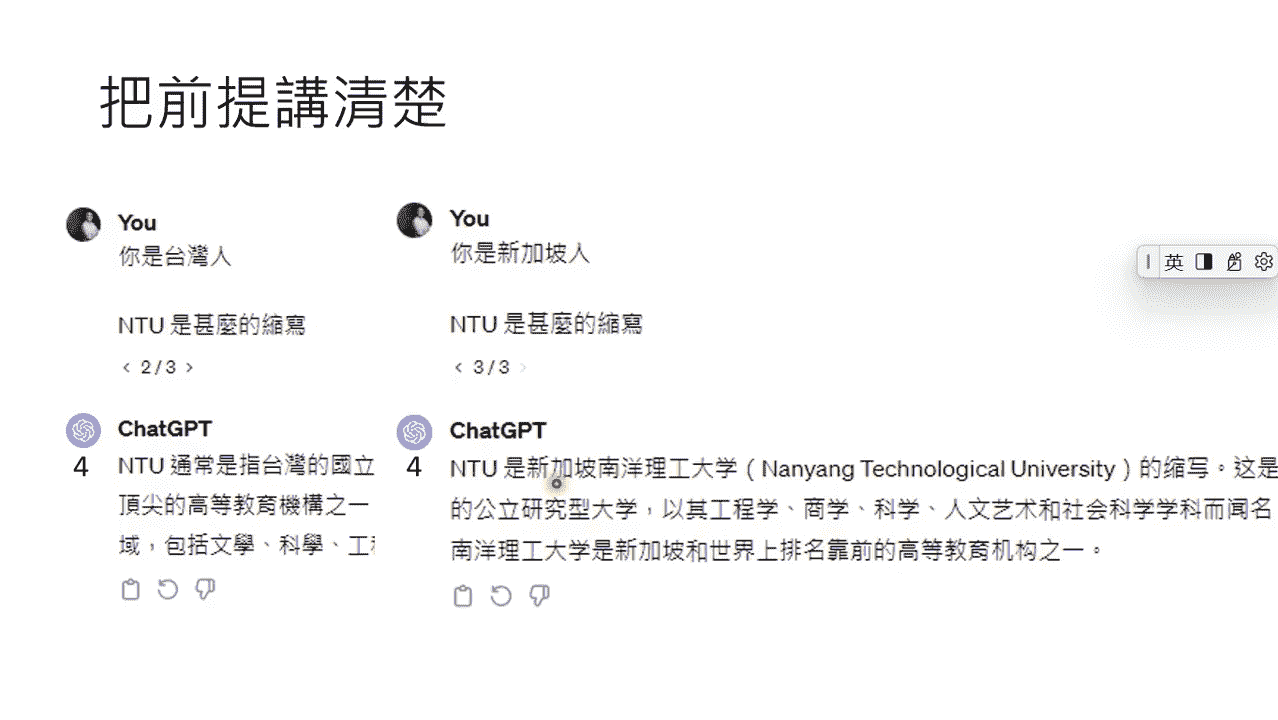 把前提講清楚
You
你是台灣人
NTU 是甚麼的縮寫
< 2 / 3 >
ChatGPT
4
NTU 通常是指台灣的國立
頂尖的高等教育機構之一
域，包括文學、科學、工
You
你是新加坡人
NTU 是甚麼的縮寫
< 3 / 3 >
ChatGPT
4
NTU 是新加坡南洋理工大学（Nanyang Technological University）的缩写。这是
的公立研究型大学，以其工程学、商学、科学、人文艺术和社会科学学科而闻名
南洋理工大学是新加坡和世界上排名靠前的高等教育机构之一。
英